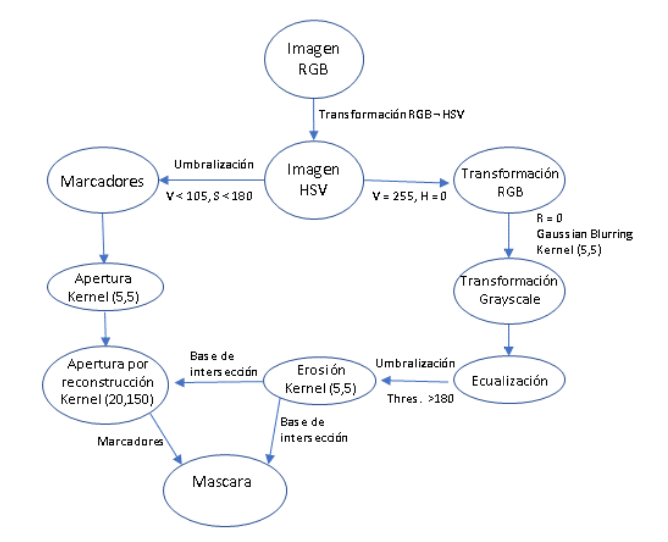 Imagen
RGB
Transformación RGB – HSV
Umbralización
Marcadores
Imagen
HSV
Transformación
RGB
V < 105, S < 180
V = 255, H = 0
R = 0
Gaussian Blurring
Kernel (5,5)
Apertura
Kernel (5,5)
Transformación
Grayscale
Apertura por
reconstrucción
Kernel (20,150)
Base de
intersección
Erosión
Kernel (5,5)
Umbralización
Thres. >180
Ecualización
Marcadores
Base de
intersección
Mascara